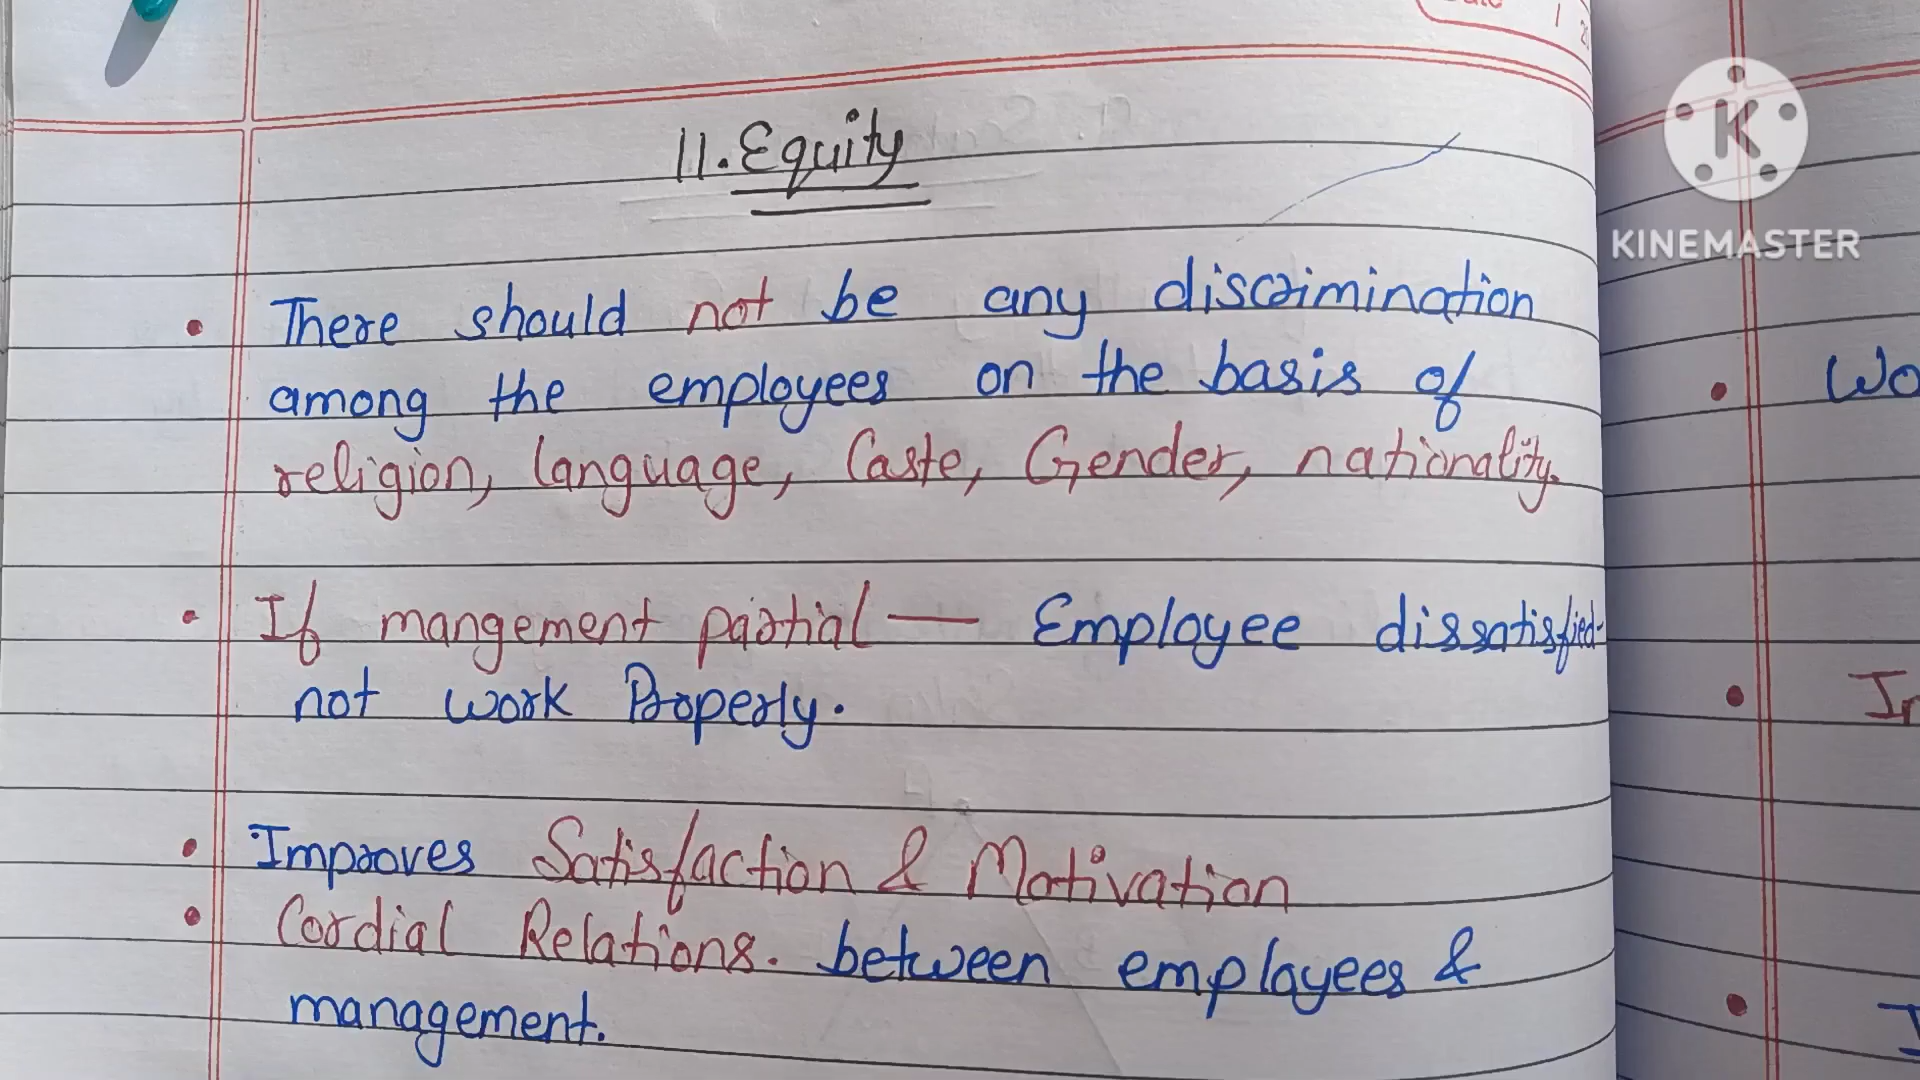 11. Equity
• There should not be any discrimination
among the employees on the basis of
religion, language, Caste, Gender, nationality.
• If mangement partial — Employee dissatisfied-
not work Properly.
• Improves Satisfaction & Motivation
• Cordial Relations. between employees &
management.
KINEMASTER
• Wo
• In
• I